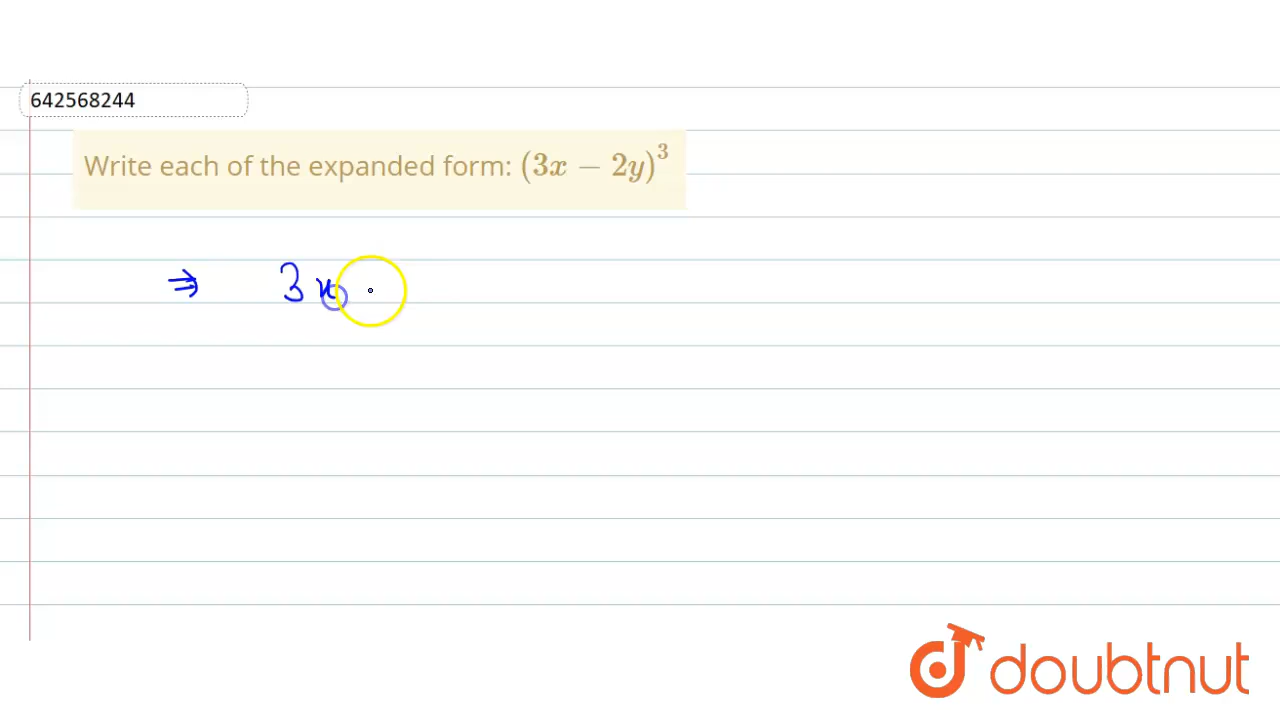 642568244
Write each of the expanded form: $(3x - 2y)^3$
⇒ 3x
doubtnut